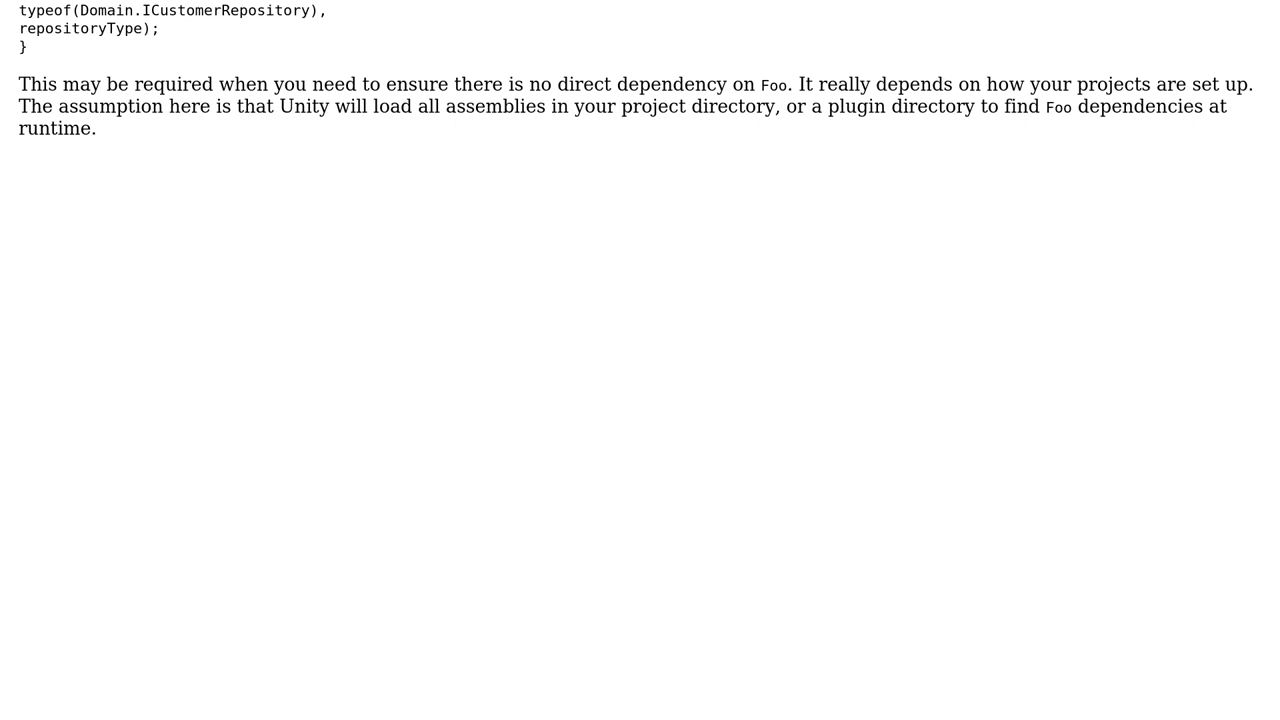 typeof(Domain.ICustomerRepository),
repositoryType);
}
This may be required when you need to ensure there is no direct dependency on Foo. It really depends on how your projects are set up.
The assumption here is that Unity will load all assemblies in your project directory, or a plugin directory to find Foo dependencies at
runtime.